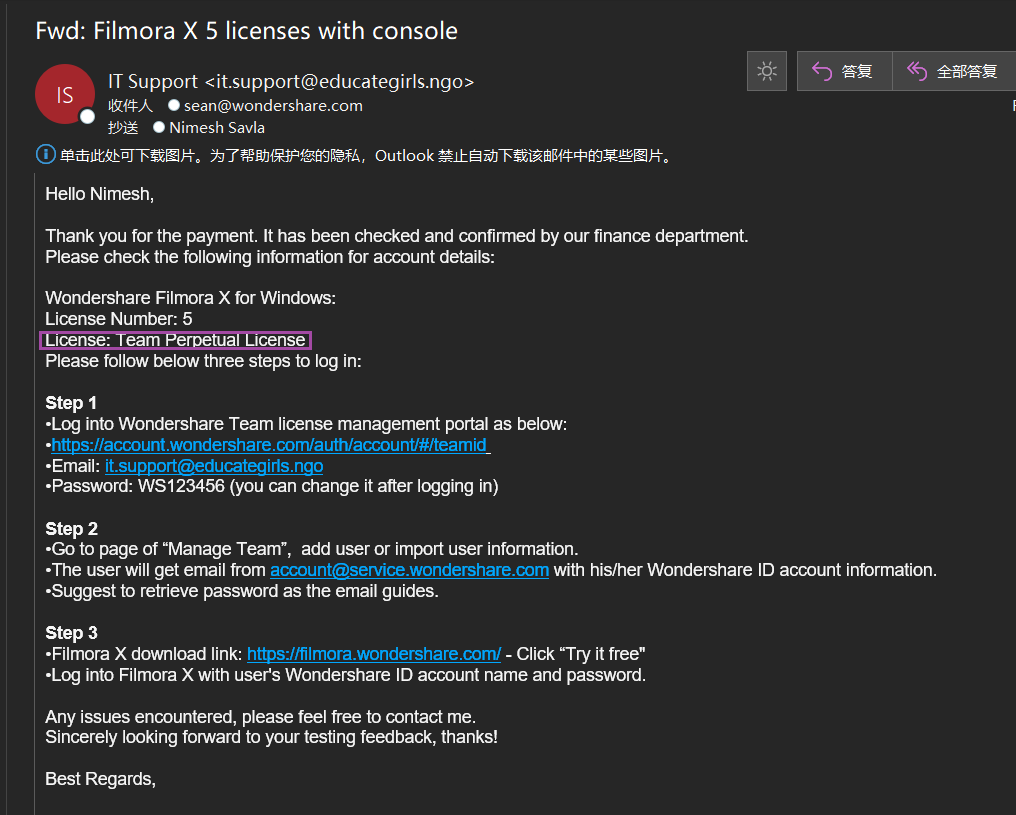 Fwd: Filmora X 5 licenses with console
IS
IT Support <it.support@educategirls.ngo>
收件人 sean@wondershare.com
抄送 Nimesh Savla
答复
全部答复
单击此处可下载图片。为了帮助保护您的隐私，Outlook 禁止自动下载该邮件中的某些图片。
Hello Nimesh,
Thank you for the payment. It has been checked and confirmed by our finance department.
Please check the following information for account details:
Wondershare Filmora X for Windows:
License Number: 5
License: Team Perpetual License
Please follow below three steps to log in:
Step 1
•Log into Wondershare Team license management portal as below:
•https://account.wondershare.com/auth/account/#/teamid
•Email: it.support@educategirls.ngo
•Password: WS123456 (you can change it after logging in)
Step 2
•Go to page of “Manage Team”, add user or import user information.
•The user will get email from account@service.wondershare.com with his/her Wondershare ID account information.
•Suggest to retrieve password as the email guides.
Step 3
•Filmora X download link: https://filmora.wondershare.com/ - Click “Try it free"
•Log into Filmora X with user's Wondershare ID account name and password.
Any issues encountered, please feel free to contact me.
Sincerely looking forward to your testing feedback, thanks!
Best Regards,